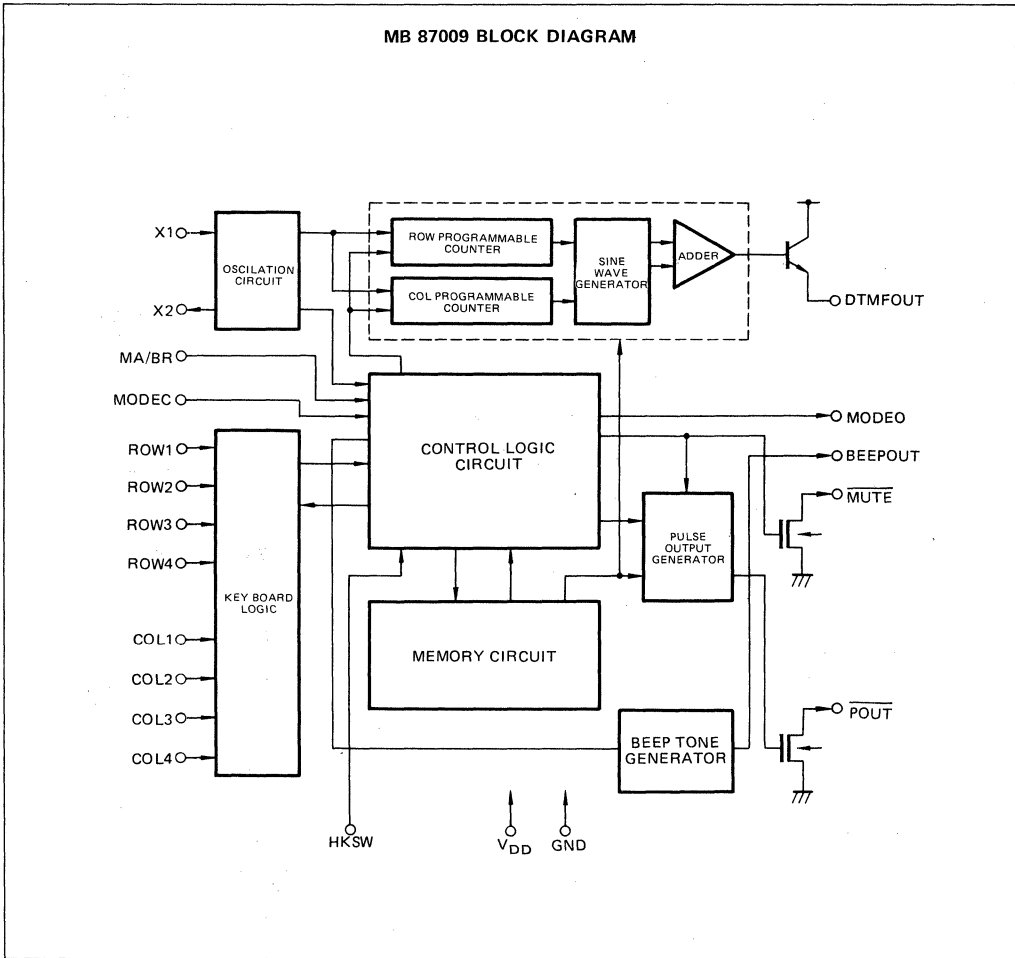 MB 87009 BLOCK DIAGRAM
X1
X2
MA/BR
MODEC
ROW1
ROW2
ROW3
ROW4
COL1
COL2
COL3
COL4
OSCILATION
CIRCUIT
KEY BOARD
LOGIC
ROW PROGRAMMABLE
COUNTER
COL PROGRAMMABLE
COUNTER
SINE
WAVE
GENERATOR
ADDER
DTMFOUT
CONTROL LOGIC
CIRCUIT
MODEO
BEEPOUT
MUTE
PULSE
OUTPUT
GENERATOR
MEMORY CIRCUIT
POUT
BEEP TONE
GENERATOR
HKSW
VDD
GND